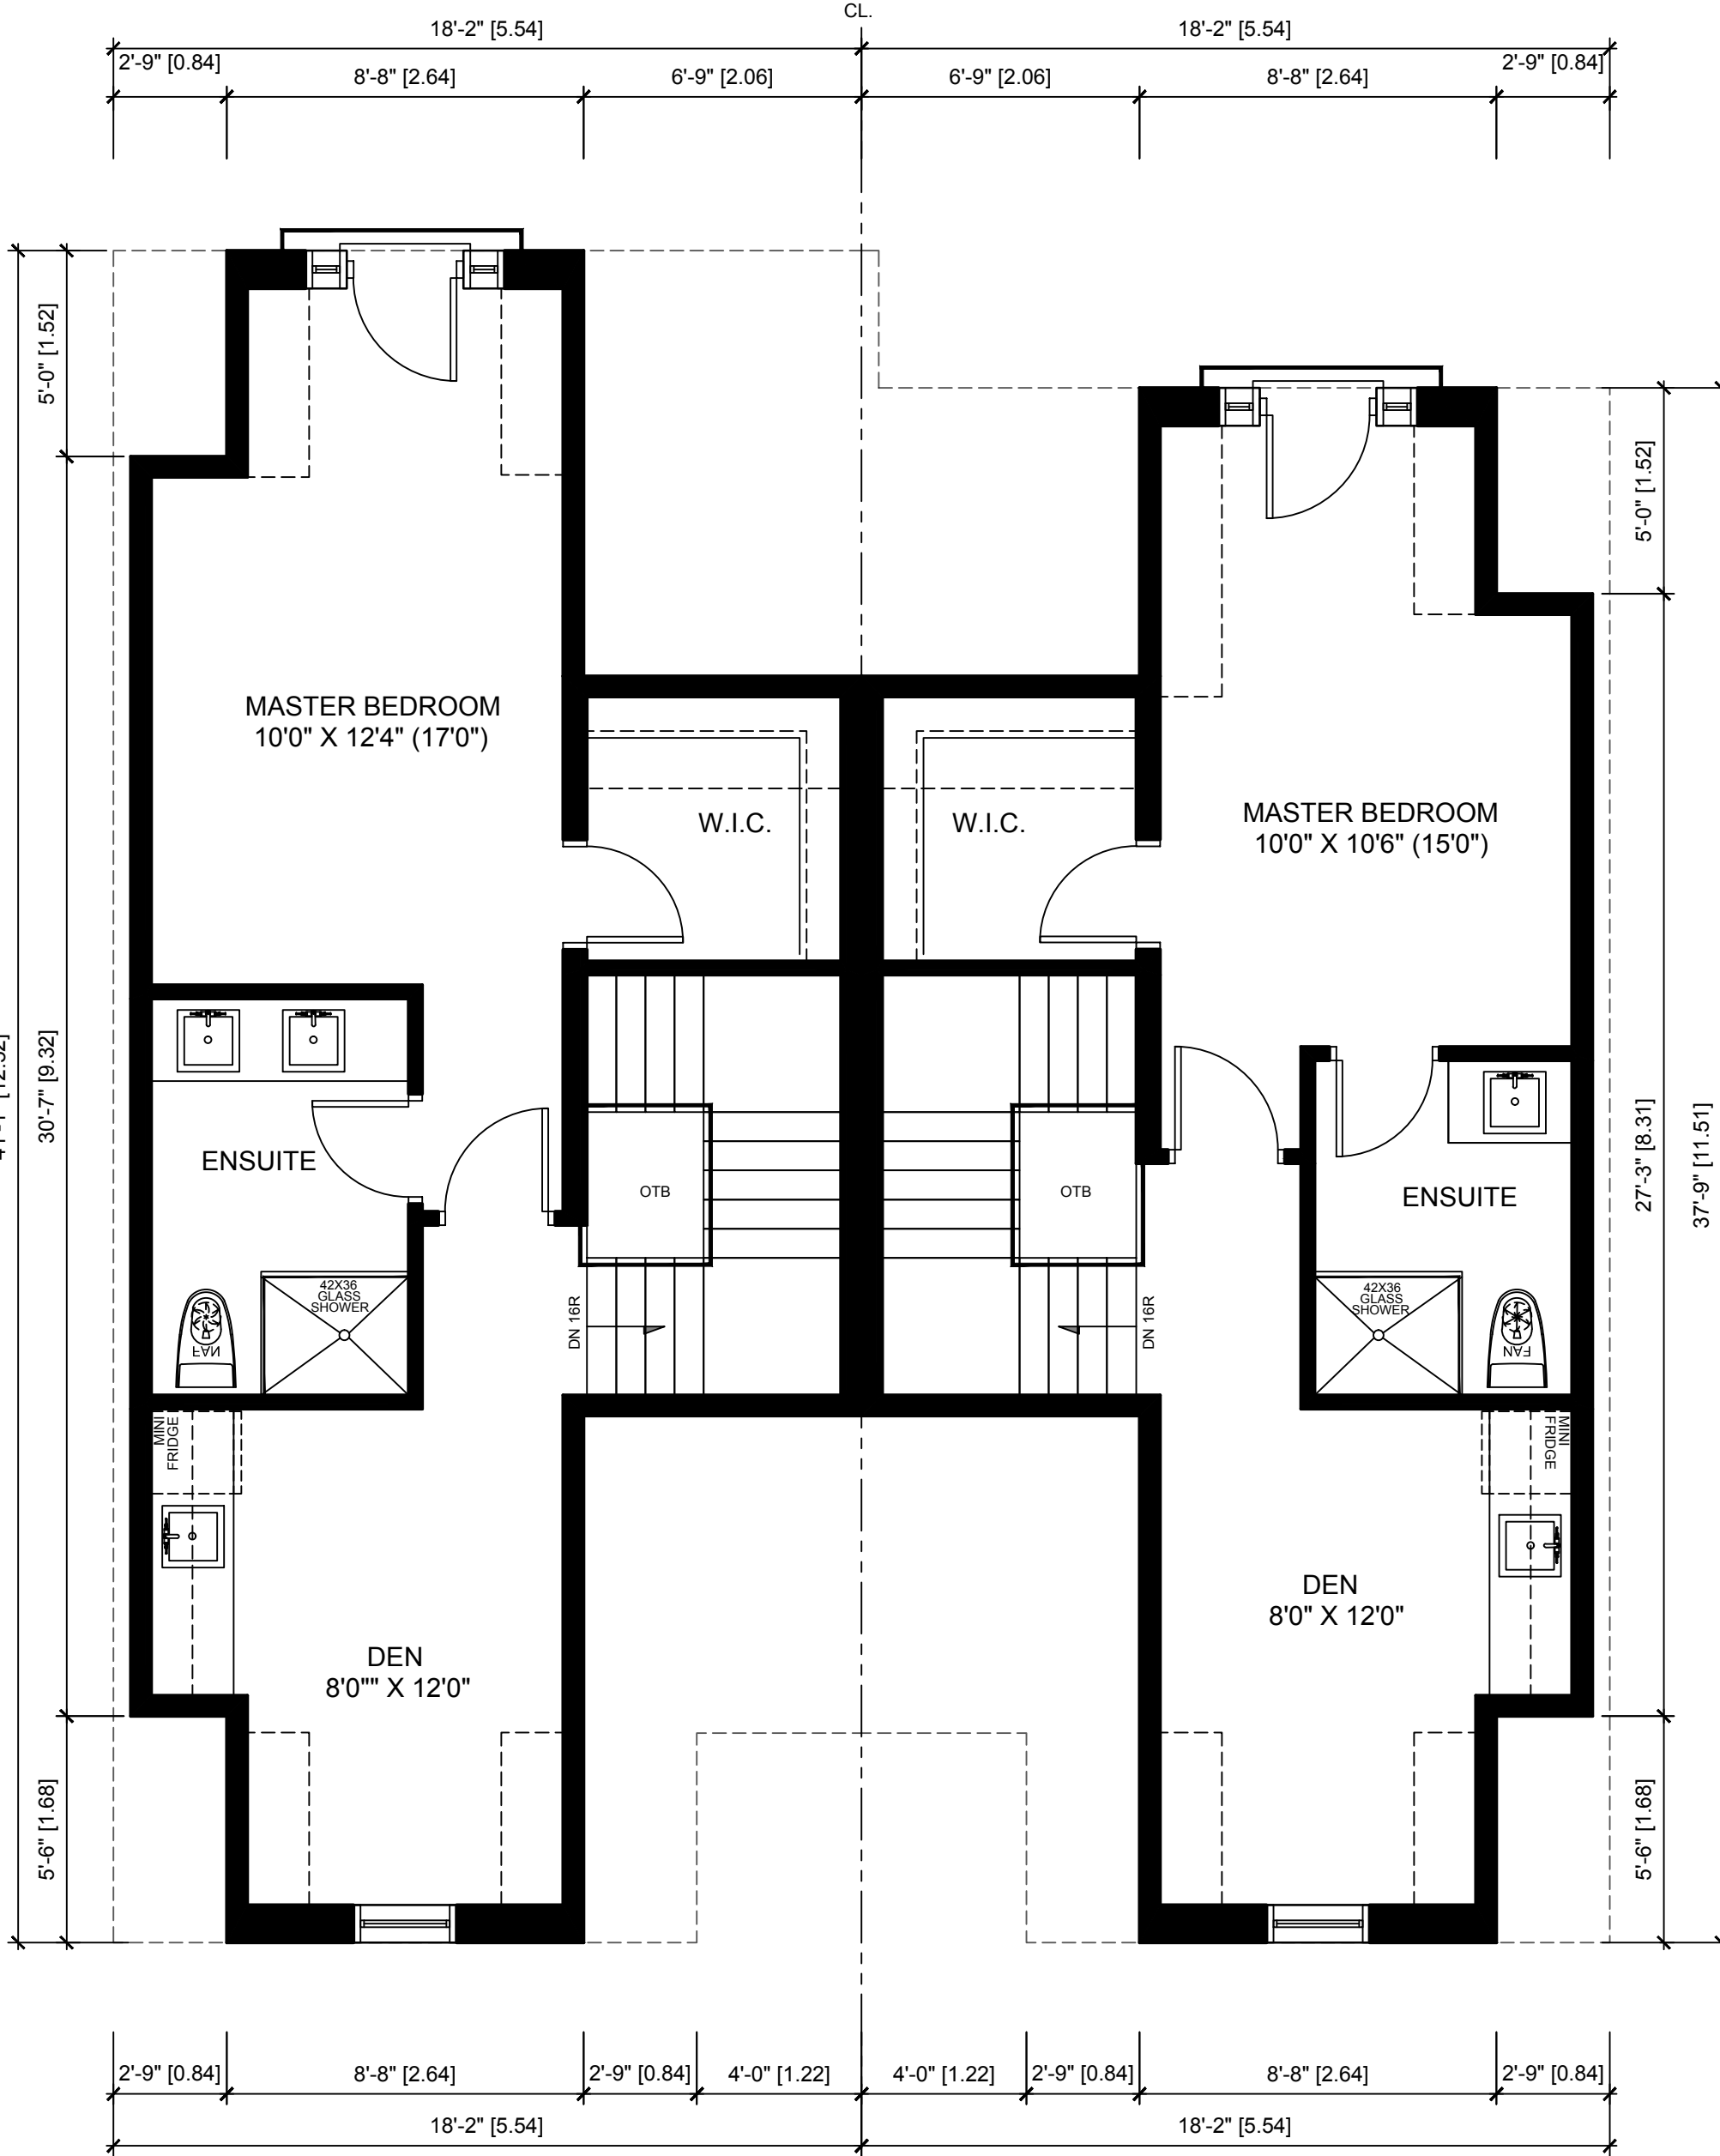 CL.
18'-2" [5.54]
18'-2" [5.54]
2'-9" [0.84]
8'-8" [2.64]
6'-9" [2.06]
6'-9" [2.06]
8'-8" [2.64]
2'-9" [0.84]
5'-0" [1.52]
5'-0" [1.52]
MASTER BEDROOM
10'0" X 12'4" (17'0")
W.I.C.
W.I.C.
MASTER BEDROOM
10'0" X 10'6" (15'0")
30'-7" [9.32]
27'-3" [8.31]
37'-9" [11.51]
ENSUITE
OTB
OTB
ENSUITE
42X36
GLASS
SHOWER
42X36
GLASS
SHOWER
FAN
DN 16R
DN 16R
FAN
MINI
FRIDGE
MINI
FRIDGE
DEN
8'0" X 12'0"
DEN
8'0"" X 12'0"
5'-6" [1.68]
5'-6" [1.68]
2'-9" [0.84]
8'-8" [2.64]
2'-9" [0.84]
4'-0" [1.22]
4'-0" [1.22]
2'-9" [0.84]
8'-8" [2.64]
2'-9" [0.84]
18'-2" [5.54]
18'-2" [5.54]